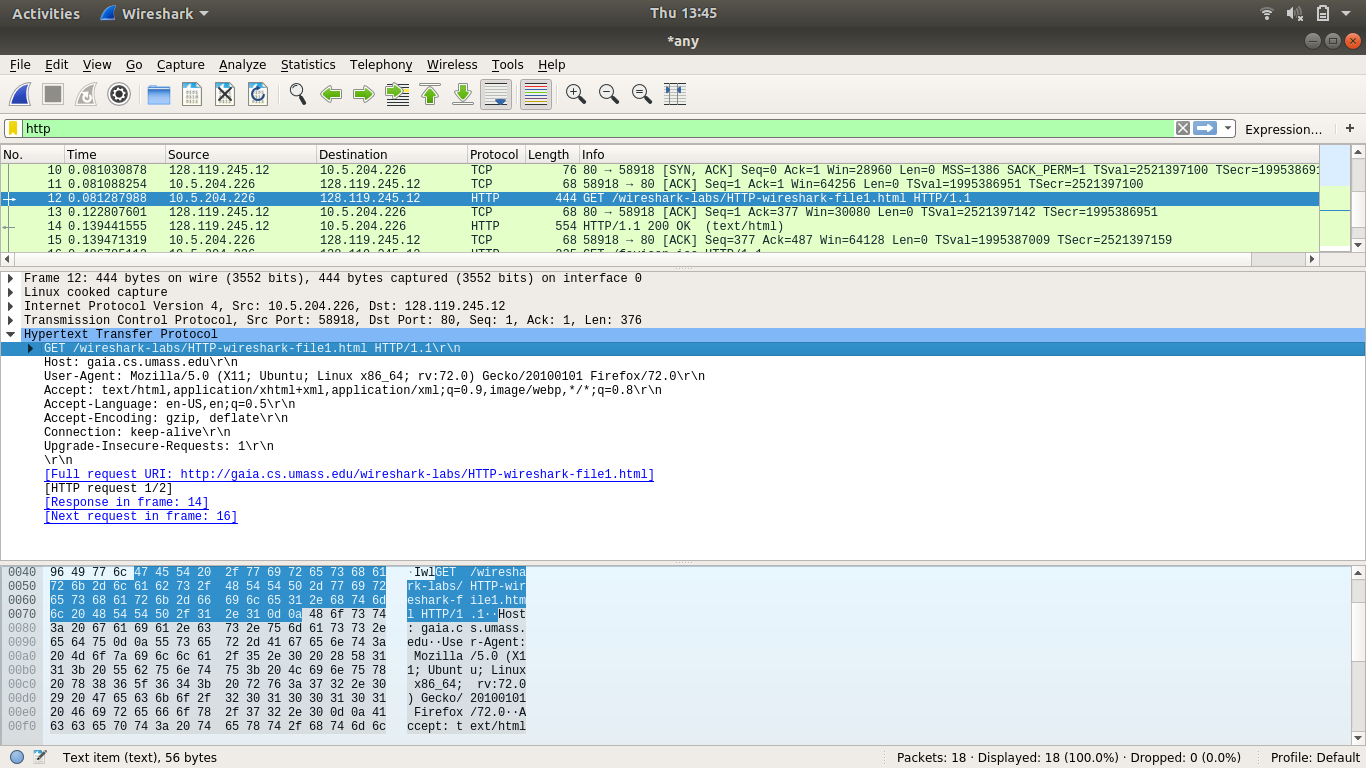 Activities Wireshark Thu 13:45
*any
File Edit View Go Capture Analyze Statistics Telephony Wireless Tools Help
http Expression… +
No. Time Source Destination Protocol Length Info
10 0.081030878 128.119.245.12 10.5.204.226 TCP 76 80 → 58918 [SYN, ACK] Seq=0 Ack=1 Win=28960 Len=0 MSS=1386 SACK_PERM=1 TSval=2521397100 TSecr=199538691
11 0.081088254 10.5.204.226 128.119.245.12 TCP 68 58918 → 80 [ACK] Seq=1 Ack=1 Win=64256 Len=0 TSval=1995386951 TSecr=2521397100
12 0.081287988 10.5.204.226 128.119.245.12 HTTP 444 GET /wireshark-labs/HTTP-wireshark-file1.html HTTP/1.1
13 0.122807601 128.119.245.12 10.5.204.226 TCP 68 80 → 58918 [ACK] Seq=1 Ack=377 Win=30080 Len=0 TSval=2521397142 TSecr=1995386951
14 0.139441555 128.119.245.12 10.5.204.226 HTTP 554 HTTP/1.1 200 OK (text/html)
15 0.139471319 10.5.204.226 128.119.245.12 TCP 68 58918 → 80 [ACK] Seq=377 Ack=487 Win=64128 Len=0 TSval=1995387009 TSecr=2521397159
Frame 12: 444 bytes on wire (3552 bits), 444 bytes captured (3552 bits) on interface 0
Linux cooked capture
Internet Protocol Version 4, Src: 10.5.204.226, Dst: 128.119.245.12
Transmission Control Protocol, Src Port: 58918, Dst Port: 80, Seq: 1, Ack: 1, Len: 376
Hypertext Transfer Protocol
GET /wireshark-labs/HTTP-wireshark-file1.html HTTP/1.1\r\n
Host: gaia.cs.umass.edu\r\n
User-Agent: Mozilla/5.0 (X11; Ubuntu; Linux x86_64; rv:72.0) Gecko/20100101 Firefox/72.0\r\n
Accept: text/html,application/xhtml+xml,application/xml;q=0.9,image/webp,*/*;q=0.8\r\n
Accept-Language: en-US,en;q=0.5\r\n
Accept-Encoding: gzip, deflate\r\n
Connection: keep-alive\r\n
Upgrade-Insecure-Requests: 1\r\n
\r\n
[Full request URI: http://gaia.cs.umass.edu/wireshark-labs/HTTP-wireshark-file1.html]
[HTTP request 1/2]
[Response in frame: 14]
[Next request in frame: 16]
0040 96 49 77 6c 47 45 54 20 2f 77 69 72 65 73 68 61 ·IwlGET /wiresha
0050 72 6b 2d 6c 61 62 73 2f 48 54 54 50 2d 77 69 72 rk-labs/ HTTP-wir
0060 65 73 68 61 72 6b 2d 66 69 6c 65 31 2e 68 74 6d eshark-f ile1.htm
0070 6c 20 48 54 54 50 2f 31 2e 31 0d 0a 48 6f 73 74 l HTTP/1 .1··Host
0080 3a 20 67 61 69 61 2e 63 73 2e 75 6d 61 73 73 2e : gaia.c s.umass.
0090 65 64 75 0d 0a 55 73 65 72 2d 41 67 65 6e 74 3a edu··Use r-Agent:
00a0 20 4d 6f 7a 69 6c 6c 61 2f 35 2e 30 20 28 58 31 Mozilla /5.0 (X1
00b0 31 3b 20 55 62 75 6e 74 75 3b 20 4c 69 6e 75 78 1; Ubunt u; Linux
00c0 20 78 38 36 5f 36 34 3b 20 72 76 3a 37 32 2e 30 x86_64; rv:72.0
00d0 29 20 47 65 63 6b 6f 2f 32 30 31 30 30 31 30 31 ) Gecko/ 20100101
00e0 20 46 69 72 65 66 6f 78 2f 37 32 2e 30 0d 0a 41 Firefox /72.0··A
00f0 63 63 65 70 74 3a 20 74 65 78 74 2f 68 74 6d 6c ccept: t ext/html
Text item (text), 56 bytes Packets: 18 · Displayed: 18 (100.0%) · Dropped: 0 (0.0%) Profile: Default